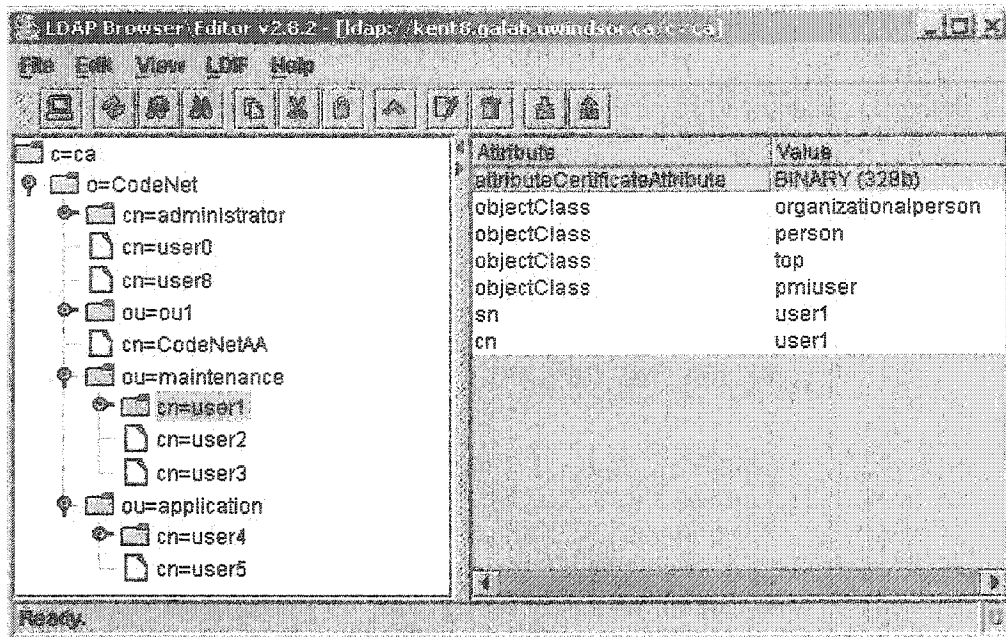 LDAP Browser\Editor v2.8.2 - [ldap://kent6.galab.uwindsor.ca/c=ca]
File Edit View LDIF Help
c=ca
o=CodeNet
cn=administrator
cn=user0
cn=user8
ou=ou1
cn=CodeNetAA
ou=maintenance
cn=user1
cn=user2
cn=user3
ou=application
cn=user4
cn=user5
Attribute Value
attributeCertificateAttribute BINARY (328b)
objectClass organizationalperson
objectClass person
objectClass top
objectClass pmiuser
sn user1
cn user1
Ready.